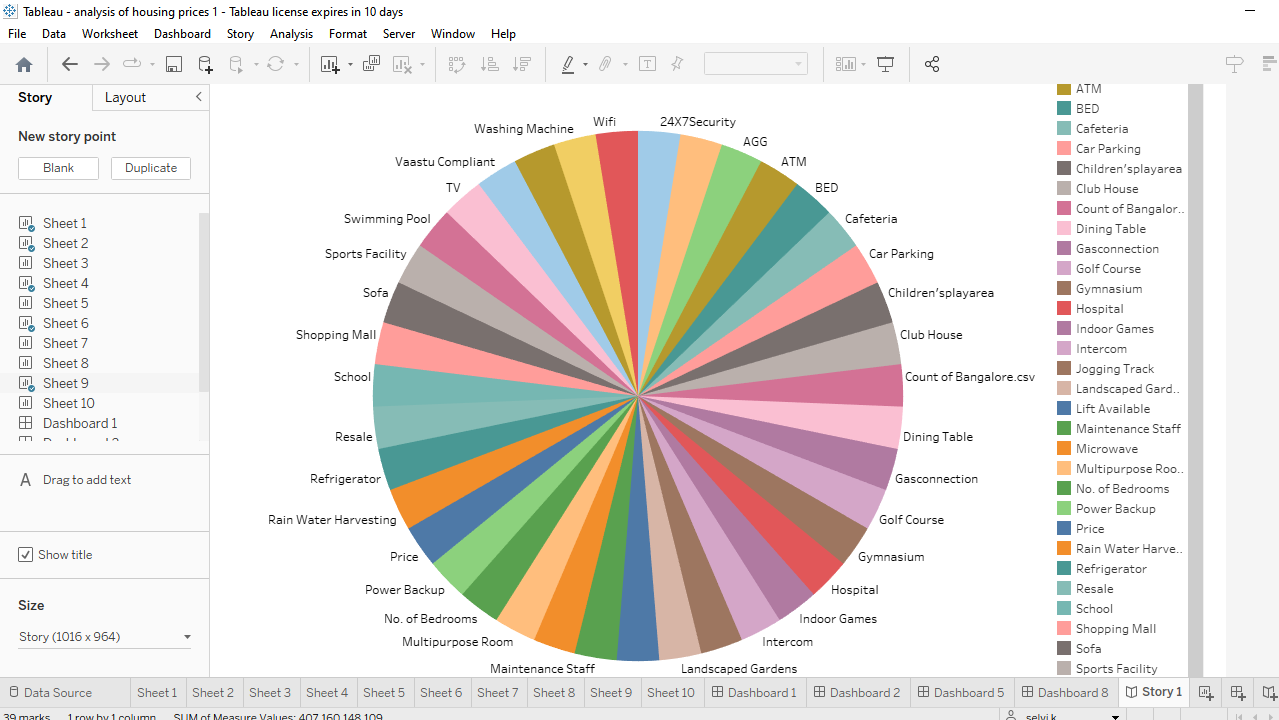 Tableau - analysis of housing prices 1 - Tableau license expires in 10 days
File Data Worksheet Dashboard Story Analysis Format Server Window Help
Story Layout
New story point
Blank Duplicate
Sheet 1
Sheet 2
Sheet 3
Sheet 4
Sheet 5
Sheet 6
Sheet 7
Sheet 8
Sheet 9
Sheet 10
Dashboard 1
A Drag to add text
Show title
Size
Story (1016 x 964)
Wifi
24X7Security
AGG
ATM
BED
Cafeteria
Car Parking
Children'splayarea
Club House
Count of Bangalore.csv
Dining Table
Gasconnection
Golf Course
Gymnasium
Hospital
Indoor Games
Intercom
Landscaped Gardens
Maintenance Staff
Multipurpose Room
No. of Bedrooms
Power Backup
Price
Rain Water Harvesting
Refrigerator
Resale
School
Shopping Mall
Sofa
Sports Facility
Swimming Pool
TV
Vaastu Compliant
Washing Machine
ATM
BED
Cafeteria
Car Parking
Children'splayarea
Club House
Count of Bangalor..
Dining Table
Gasconnection
Golf Course
Gymnasium
Hospital
Indoor Games
Intercom
Jogging Track
Landscaped Gard..
Lift Available
Maintenance Staff
Microwave
Multipurpose Roo..
No. of Bedrooms
Power Backup
Price
Rain Water Harve..
Refrigerator
Resale
School
Shopping Mall
Sofa
Sports Facility
Data Source Sheet 1 Sheet 2 Sheet 3 Sheet 4 Sheet 5 Sheet 6 Sheet 7 Sheet 8 Sheet 9 Sheet 10 Dashboard 1 Dashboard 2 Dashboard 5 Dashboard 8 Story 1
39 marks 1 row by 1 column SUM of Measure Values: 407,160,148,109 selvi k